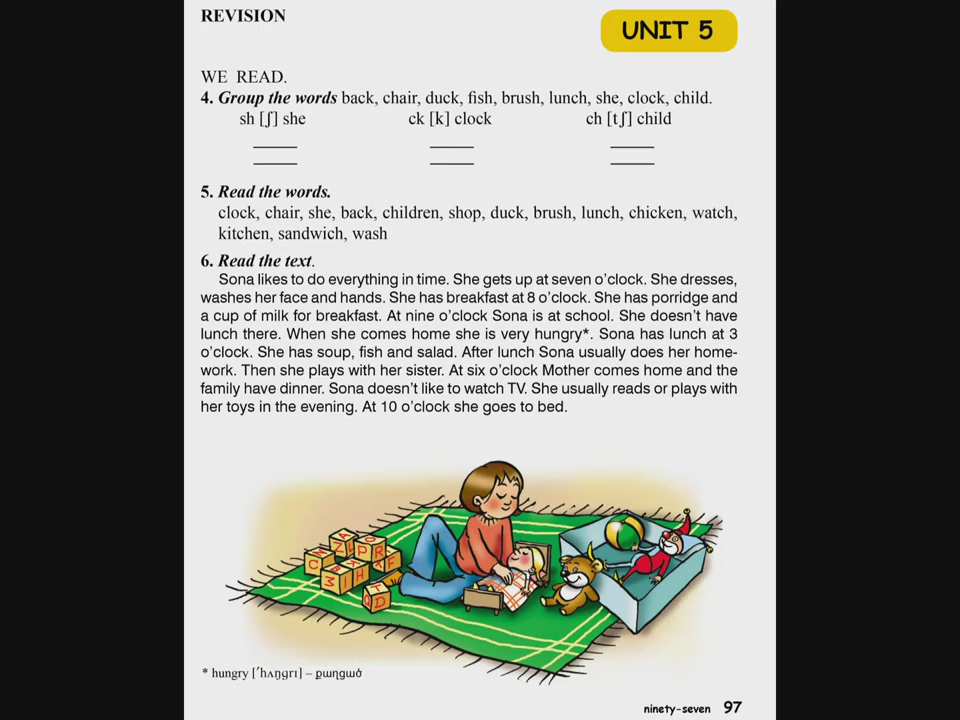 REVISION
UNIT 5
WE READ.
4. Group the words back, chair, duck, fish, brush, lunch, she, clock, child.
sh [ʃ] she ck [k] clock ch [tʃ] child
5. Read the words.
clock, chair, she, back, children, shop, duck, brush, lunch, chicken, watch,
kitchen, sandwich, wash
6. Read the text.
Sona likes to do everything in time. She gets up at seven o'clock. She dresses,
washes her face and hands. She has breakfast at 8 o'clock. She has porridge and
a cup of milk for breakfast. At nine o'clock Sona is at school. She doesn't have
lunch there. When she comes home she is very hungry*. Sona has lunch at 3
o'clock. She has soup, fish and salad. After lunch Sona usually does her home-
work. Then she plays with her sister. At six o'clock Mother comes home and the
family have dinner. Sona doesn't like to watch TV. She usually reads or plays with
her toys in the evening. At 10 o'clock she goes to bed.
* hungry [ˈhʌŋgrɪ] – քաղցած
ninety-seven 97